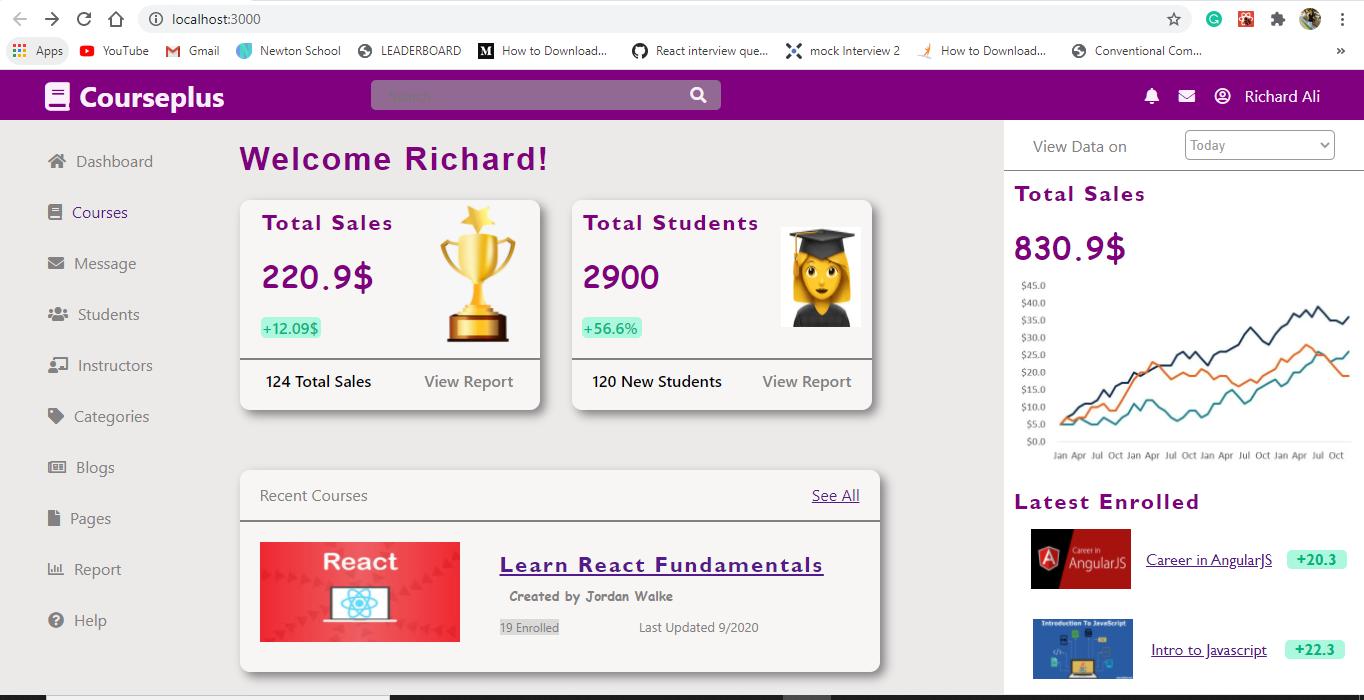 localhost:3000
Apps YouTube Gmail Newton School LEADERBOARD How to Download... React interview que... mock Interview 2 How to Download... Conventional Com... »
Courseplus Search Richard Ali
Dashboard
Courses
Message
Students
Instructors
Categories
Blogs
Pages
Report
Help
Welcome Richard!
Total Sales
220.9$
+12.09$
124 Total Sales View Report
Total Students
2900
+56.6%
120 New Students View Report
Recent Courses See All
React
Learn React Fundamentals
Created by Jordan Walke
19 Enrolled Last Updated 9/2020
View Data on Today
Total Sales
830.9$
$45.0
$40.0
$35.0
$30.0
$25.0
$20.0
$15.0
$10.0
$5.0
$0.0
Jan Apr Jul Oct Jan Apr Jul Oct Jan Apr Jul Oct Jan Apr Jul Oct
Latest Enrolled
Career in
AngularJS
Career in AngularJS +20.3
Introduction To JavaScript
Intro to Javascript +22.3